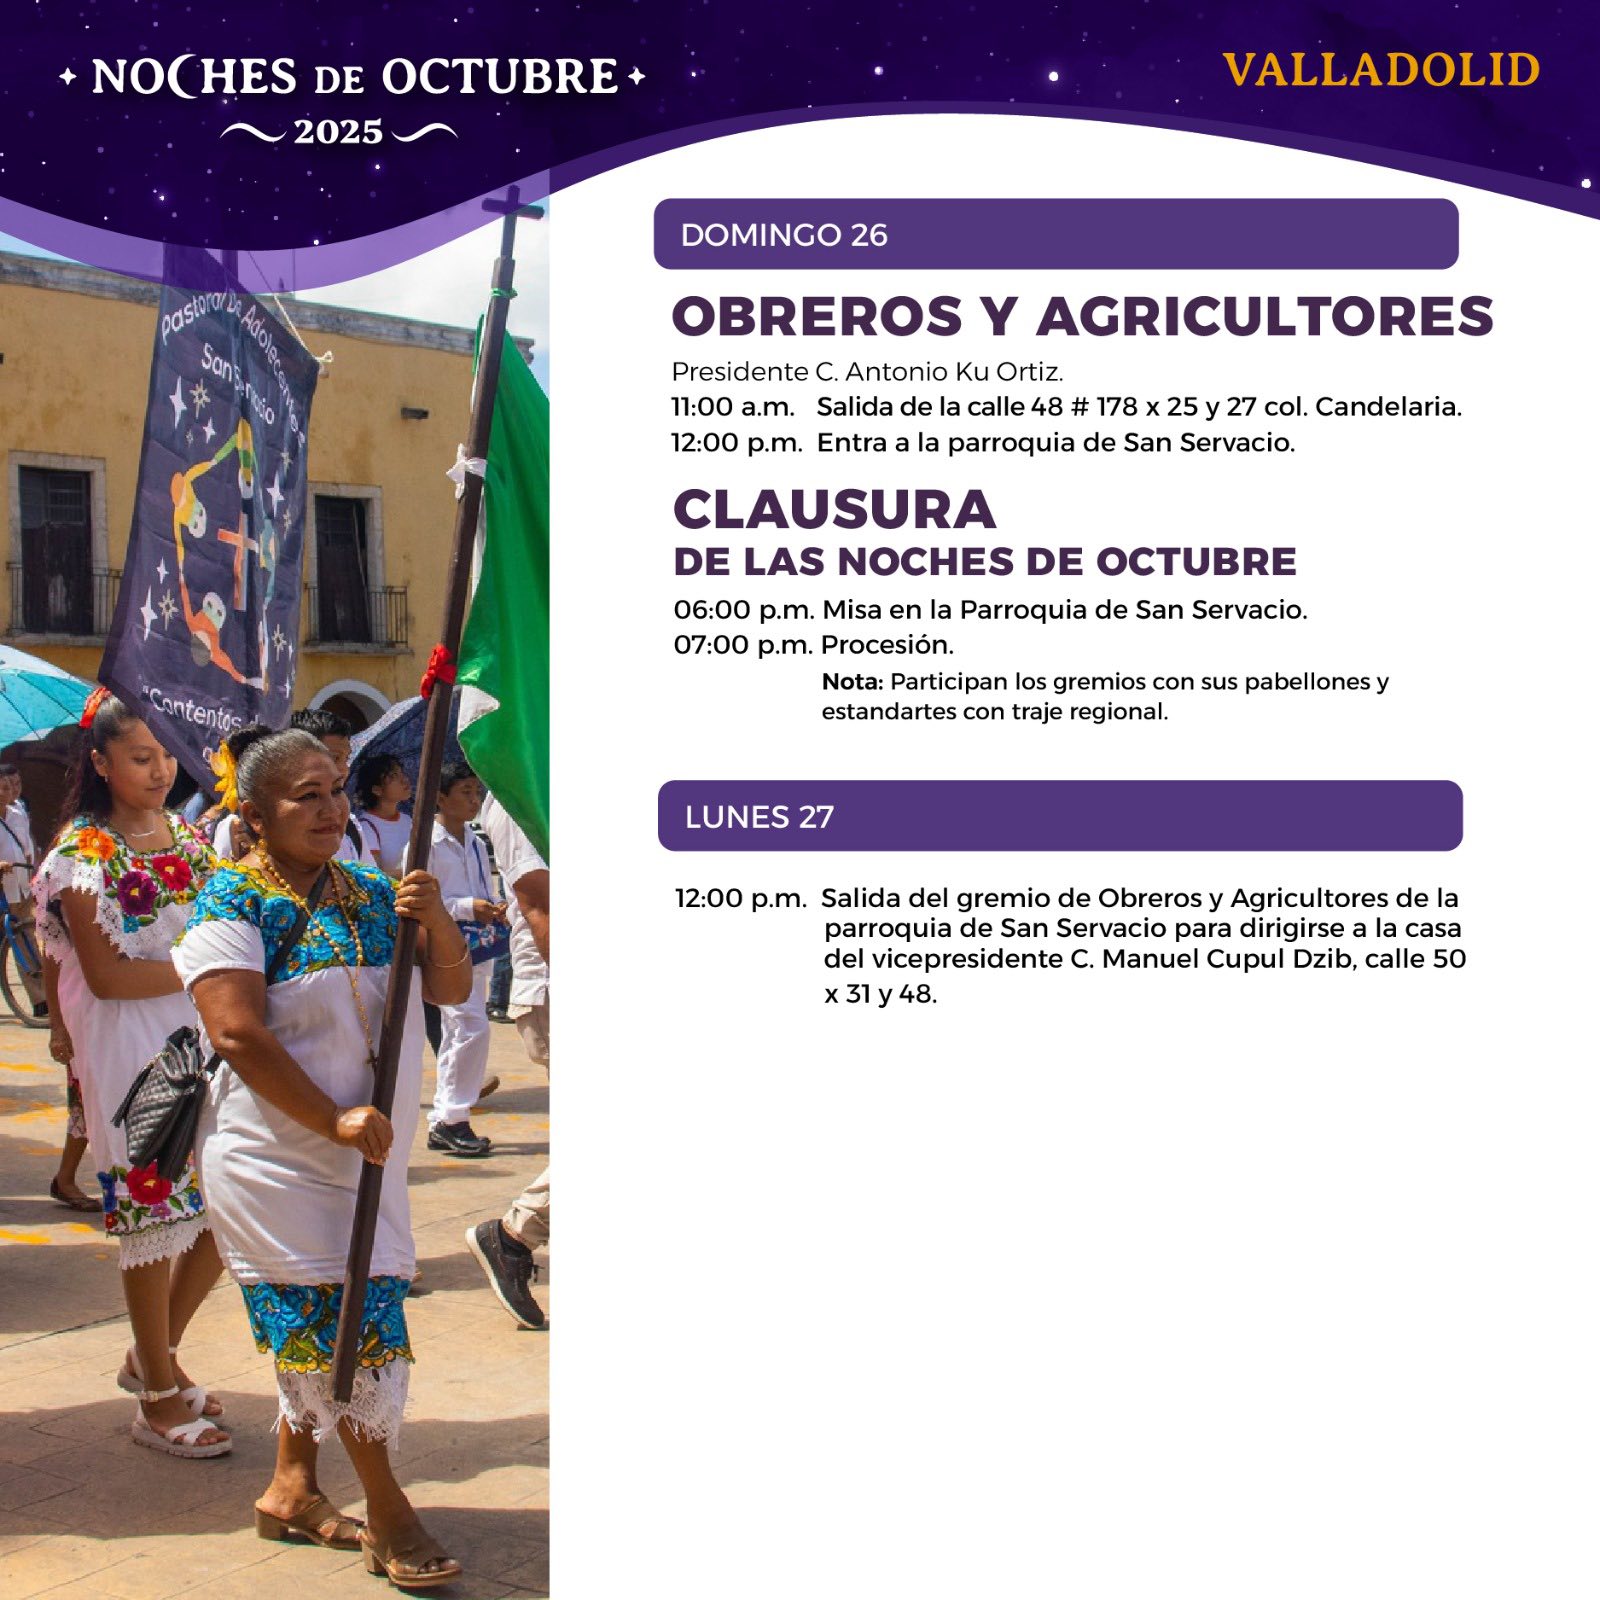 NOCHES DE OCTUBRE
2025
VALLADOLID
Pastoral De Adolecentes
San Servacio
"Contentos
DOMINGO 26
OBREROS Y AGRICULTORES
Presidente C. Antonio Ku Ortiz.
11:00 a.m. Salida de la calle 48 # 178 x 25 y 27 col. Candelaria.
12:00 p.m. Entra a la parroquia de San Servacio.
CLAUSURA
DE LAS NOCHES DE OCTUBRE
06:00 p.m. Misa en la Parroquia de San Servacio.
07:00 p.m. Procesión.
Nota: Participan los gremios con sus pabellones y
estandartes con traje regional.
LUNES 27
12:00 p.m. Salida del gremio de Obreros y Agricultores de la
parroquia de San Servacio para dirigirse a la casa
del vicepresidente C. Manuel Cupul Dzib, calle 50
x 31 y 48.